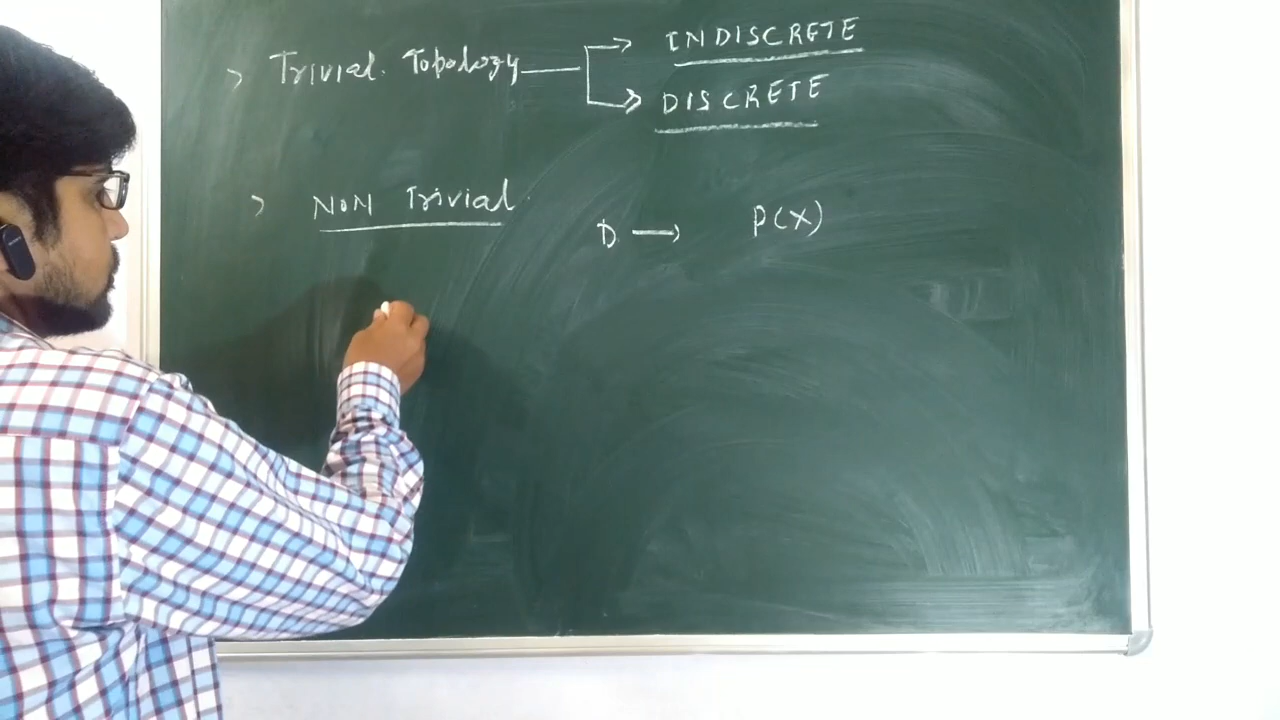 > Trivial. Topology → INDISCRETE
→ DISCRETE
> NON Trivial.
D → P(X)